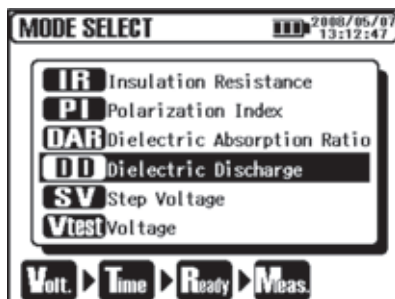 MODE SELECT 2008/05/07
13:12:47
IR Insulation Resistance
PI Polarization Index
DAR Dielectric Absorption Ratio
DD Dielectric Discharge
SV Step Voltage
Vtest Voltage
Volt. Time Ready Meas.